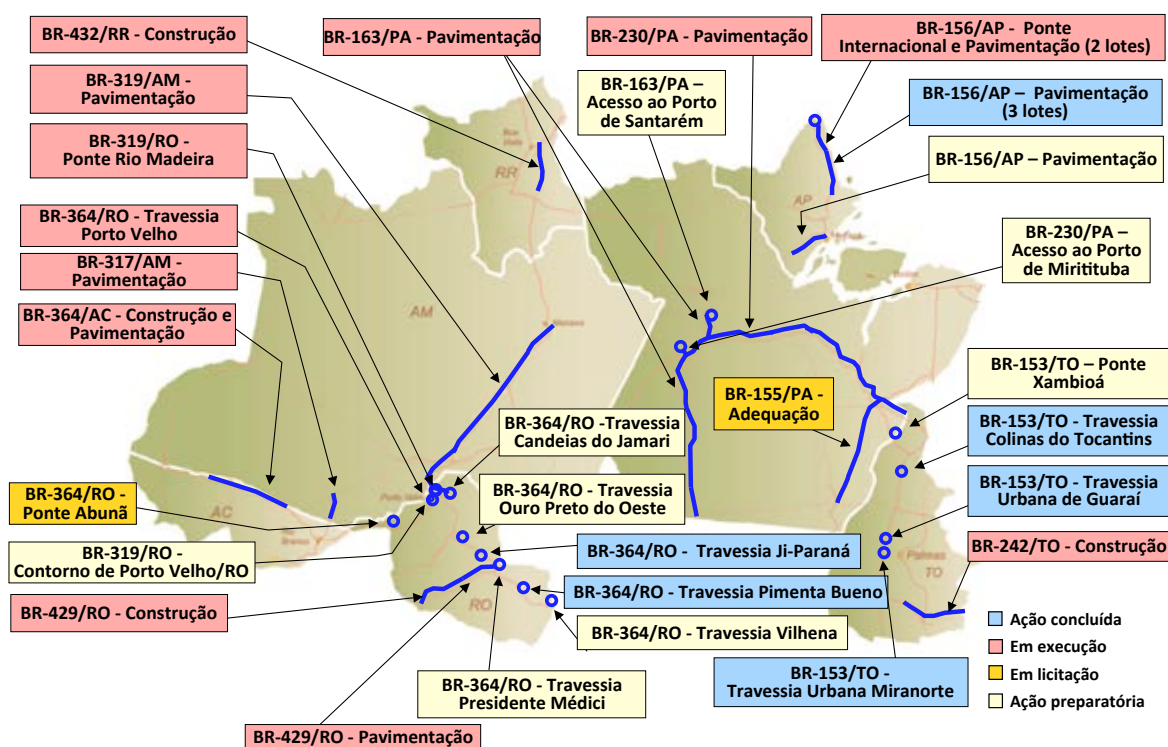 BR-432/RR - Construção
BR-163/PA - Pavimentação
BR-230/PA - Pavimentação
BR-156/AP - Ponte
Internacional e Pavimentação (2 lotes)
BR-319/AM -
Pavimentação
BR-163/PA –
Acesso ao Porto
de Santarém
BR-156/AP – Pavimentação
(3 lotes)
BR-319/RO -
Ponte Rio Madeira
BR-156/AP – Pavimentação
RR
AP
BR-364/RO - Travessia
Porto Velho
BR-230/PA –
Acesso ao Porto
de Miritituba
BR-317/AM -
Pavimentação
AM
Manaus
BR-364/AC - Construção e
Pavimentação
BR-153/TO – Ponte
Xambioá
BR-155/PA -
Adequação
BR-364/RO -Travessia
Candeias do Jamari
BR-153/TO - Travessia
Colinas do Tocantins
BR-364/RO -
Ponte Abunã
Porto Velho
BR-364/RO - Travessia
Ouro Preto do Oeste
BR-153/TO - Travessia
Urbana de Guaraí
AC
BR-319/RO -
Contorno de Porto Velho/RO
BR-364/RO - Travessia Ji-Paraná
Palmas
TO
BR-242/TO - Construção
BR-429/RO - Construção
RO
BR-364/RO - Travessia Pimenta Bueno
BR-364/RO - Travessia Vilhena
BR-364/RO - Travessia
Presidente Médici
BR-153/TO -
Travessia Urbana Miranorte
BR-429/RO - Pavimentação
Ação concluída
Em execução
Em licitação
Ação preparatória